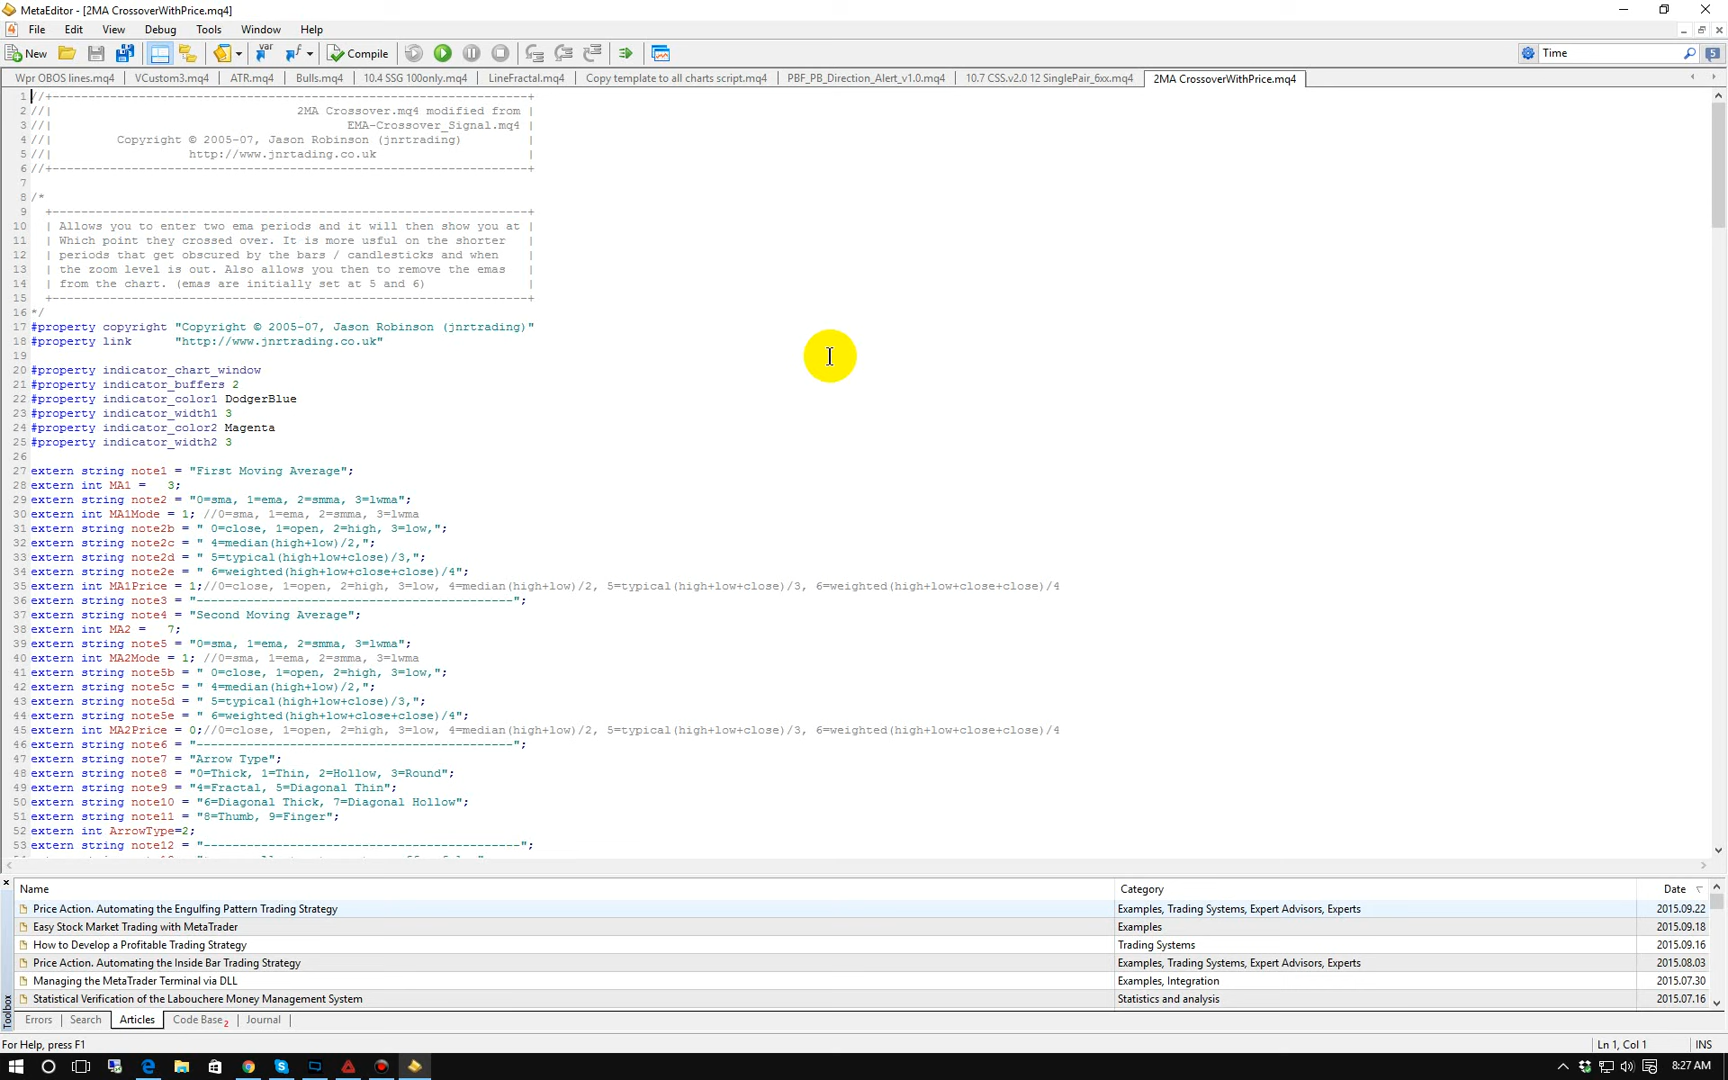 MetaEditor - [2MA CrossoverWithPrice.mq4]
File Edit View Search Debug Tools Window Help
New Compile Time 5
Wpr OBOS lines.mq4 VCustom3.mq4 ATR.mq4 Bulls.mq4 10.4 SSG 100only.mq4 LineFractal.mq4 Copy template to all charts script.mq4 PBF_PB_Direction_Alert_v1.0.mq4 10.7 CSS.v2.0 12 SinglePair_6xx.mq4 2MA CrossoverWithPrice.mq4
1 //+------------------------------------------------------------------+
2 //| 2MA Crossover.mq4 modified from |
3 //| EMA-Crossover_Signal.mq4 |
4 //| Copyright © 2005-07, Jason Robinson (jnrtrading) |
5 //| http://www.jnrtading.co.uk |
6 //+------------------------------------------------------------------+
7
8 /*
9 +------------------------------------------------------------------+
10 | Allows you to enter two ema periods and it will then show you at |
11 | Which point they crossed over. It is more usful on the shorter |
12 | periods that get obscured by the bars / candlesticks and when |
13 | the zoom level is out. Also allows you then to remove the emas |
14 | from the chart. (emas are initially set at 5 and 6) |
15 +------------------------------------------------------------------+
16 */
17 #property copyright "Copyright © 2005-07, Jason Robinson (jnrtrading)"
18 #property link "http://www.jnrtrading.co.uk"
19
20 #property indicator_chart_window
21 #property indicator_buffers 2
22 #property indicator_color1 DodgerBlue
23 #property indicator_width1 3
24 #property indicator_color2 Magenta
25 #property indicator_width2 3
26
27 extern string note1 = "First Moving Average";
28 extern int MA1 = 3;
29 extern string note2 = "0=sma, 1=ema, 2=smma, 3=lwma";
30 extern int MA1Mode = 1; //0=sma, 1=ema, 2=smma, 3=lwma
31 extern string note2b = " 0=close, 1=open, 2=high, 3=low,";
32 extern string note2c = " 4=median(high+low)/2,";
33 extern string note2d = " 5=typical(high+low+close)/3,";
34 extern string note2e = " 6=weighted(high+low+close+close)/4";
35 extern int MA1Price = 1;//0=close, 1=open, 2=high, 3=low, 4=median(high+low)/2, 5=typical(high+low+close)/3, 6=weighted(high+low+close+close)/4
36 extern string note3 = "--------------------------------------------";
37 extern string note4 = "Second Moving Average";
38 extern int MA2 = 7;
39 extern string note5 = "0=sma, 1=ema, 2=smma, 3=lwma";
40 extern int MA2Mode = 1; //0=sma, 1=ema, 2=smma, 3=lwma
41 extern string note5b = " 0=close, 1=open, 2=high, 3=low,";
42 extern string note5c = " 4=median(high+low)/2,";
43 extern string note5d = " 5=typical(high+low+close)/3,";
44 extern string note5e = " 6=weighted(high+low+close+close)/4";
45 extern int MA2Price = 0;//0=close, 1=open, 2=high, 3=low, 4=median(high+low)/2, 5=typical(high+low+close)/3, 6=weighted(high+low+close+close)/4
46 extern string note6 = "--------------------------------------------";
47 extern string note7 = "Arrow Type";
48 extern string note8 = "0=Thick, 1=Thin, 2=Hollow, 3=Round";
49 extern string note9 = "4=Fractal, 5=Diagonal Thin";
50 extern string note10 = "6=Diagonal Thick, 7=Diagonal Hollow";
51 extern string note11 = "8=Thumb, 9=Finger";
52 extern int ArrowType=2;
53 extern string note12 = "--------------------------------------------";
Name Category Date
Price Action. Automating the Engulfing Pattern Trading Strategy Examples, Trading Systems, Expert Advisors, Experts 2015.09.22
Easy Stock Market Trading with MetaTrader Examples 2015.09.18
How to Develop a Profitable Trading Strategy Trading Systems 2015.09.16
Price Action. Automating the Inside Bar Trading Strategy Examples, Trading Systems, Expert Advisors, Experts 2015.08.03
Managing the MetaTrader Terminal via DLL Examples, Integration 2015.07.30
Statistical Verification of the Labouchere Money Management System Statistics and analysis 2015.07.16
Toolbox
Errors Search Articles Code Base 2 Journal
For Help, press F1 Ln 1, Col 1 INS
8:27 AM